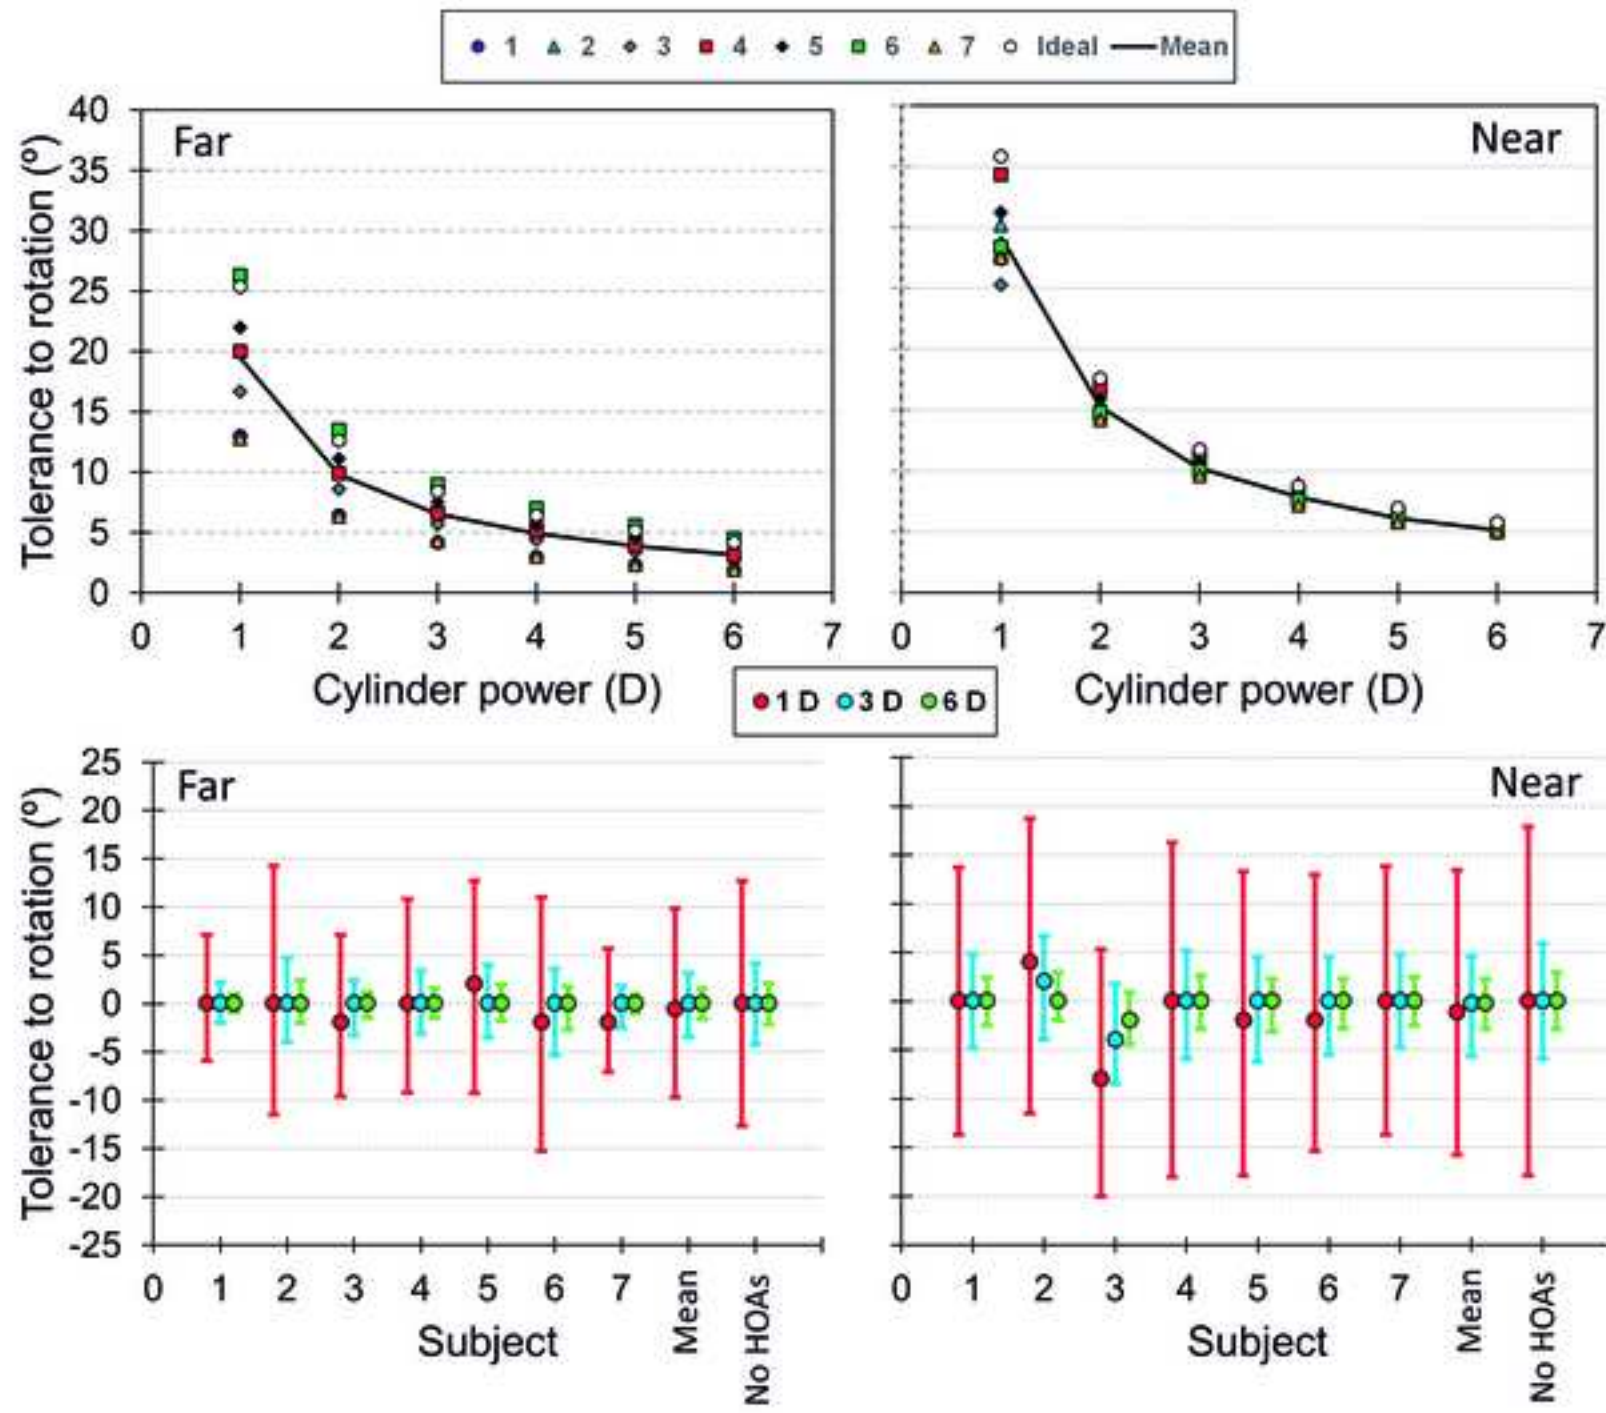 1 2 3 4 5 6 7 Ideal Mean
Far
Near
Tolerance to rotation (º)
40
35
30
25
20
15
10
5
0
0 1 2 3 4 5 6 7
0 1 2 3 4 5 6 7
Cylinder power (D)
Cylinder power (D)
1 D 3 D 6 D
Far
Near
Tolerance to rotation (º)
25
20
15
10
5
0
-5
-10
-15
-20
-25
0 1 2 3 4 5 6 7 Mean No HOAs
0 1 2 3 4 5 6 7 Mean No HOAs
Subject
Subject